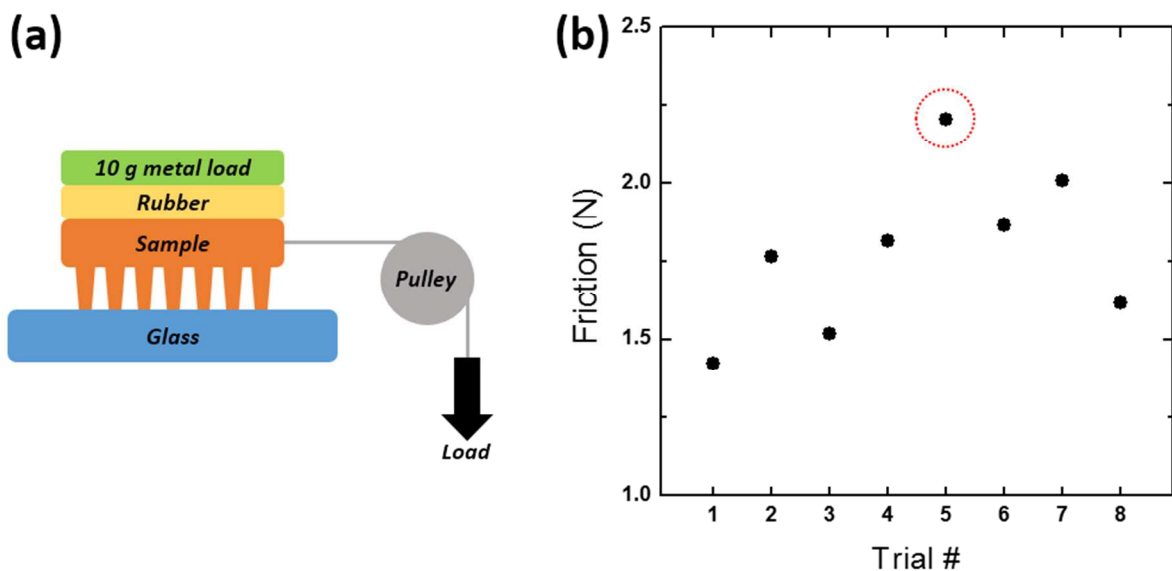 (a)
10 g metal load
Rubber
Sample
Pulley
Glass
Load
(b)
2.5
2.0
1.5
1.0
Friction (N)
1 2 3 4 5 6 7 8
Trial #